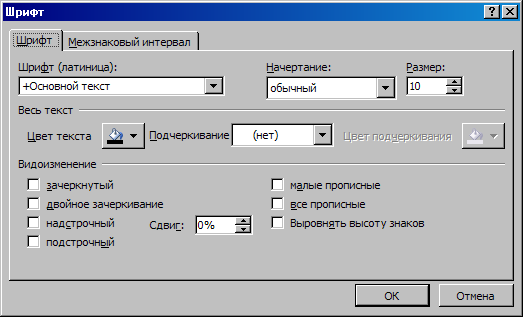 Шрифт
Шрифт Межзнаковый интервал
Шрифт (латиница): Начертание: Размер:
+Основной текст обычный 10
Весь текст
Цвет текста Подчеркивание (нет) Цвет подчеркивания
Видоизменение
зачеркнутый малые прописные
двойное зачеркивание все прописные
надстрочный Сдвиг: 0% Выровнять высоту знаков
подстрочный
ОК Отмена